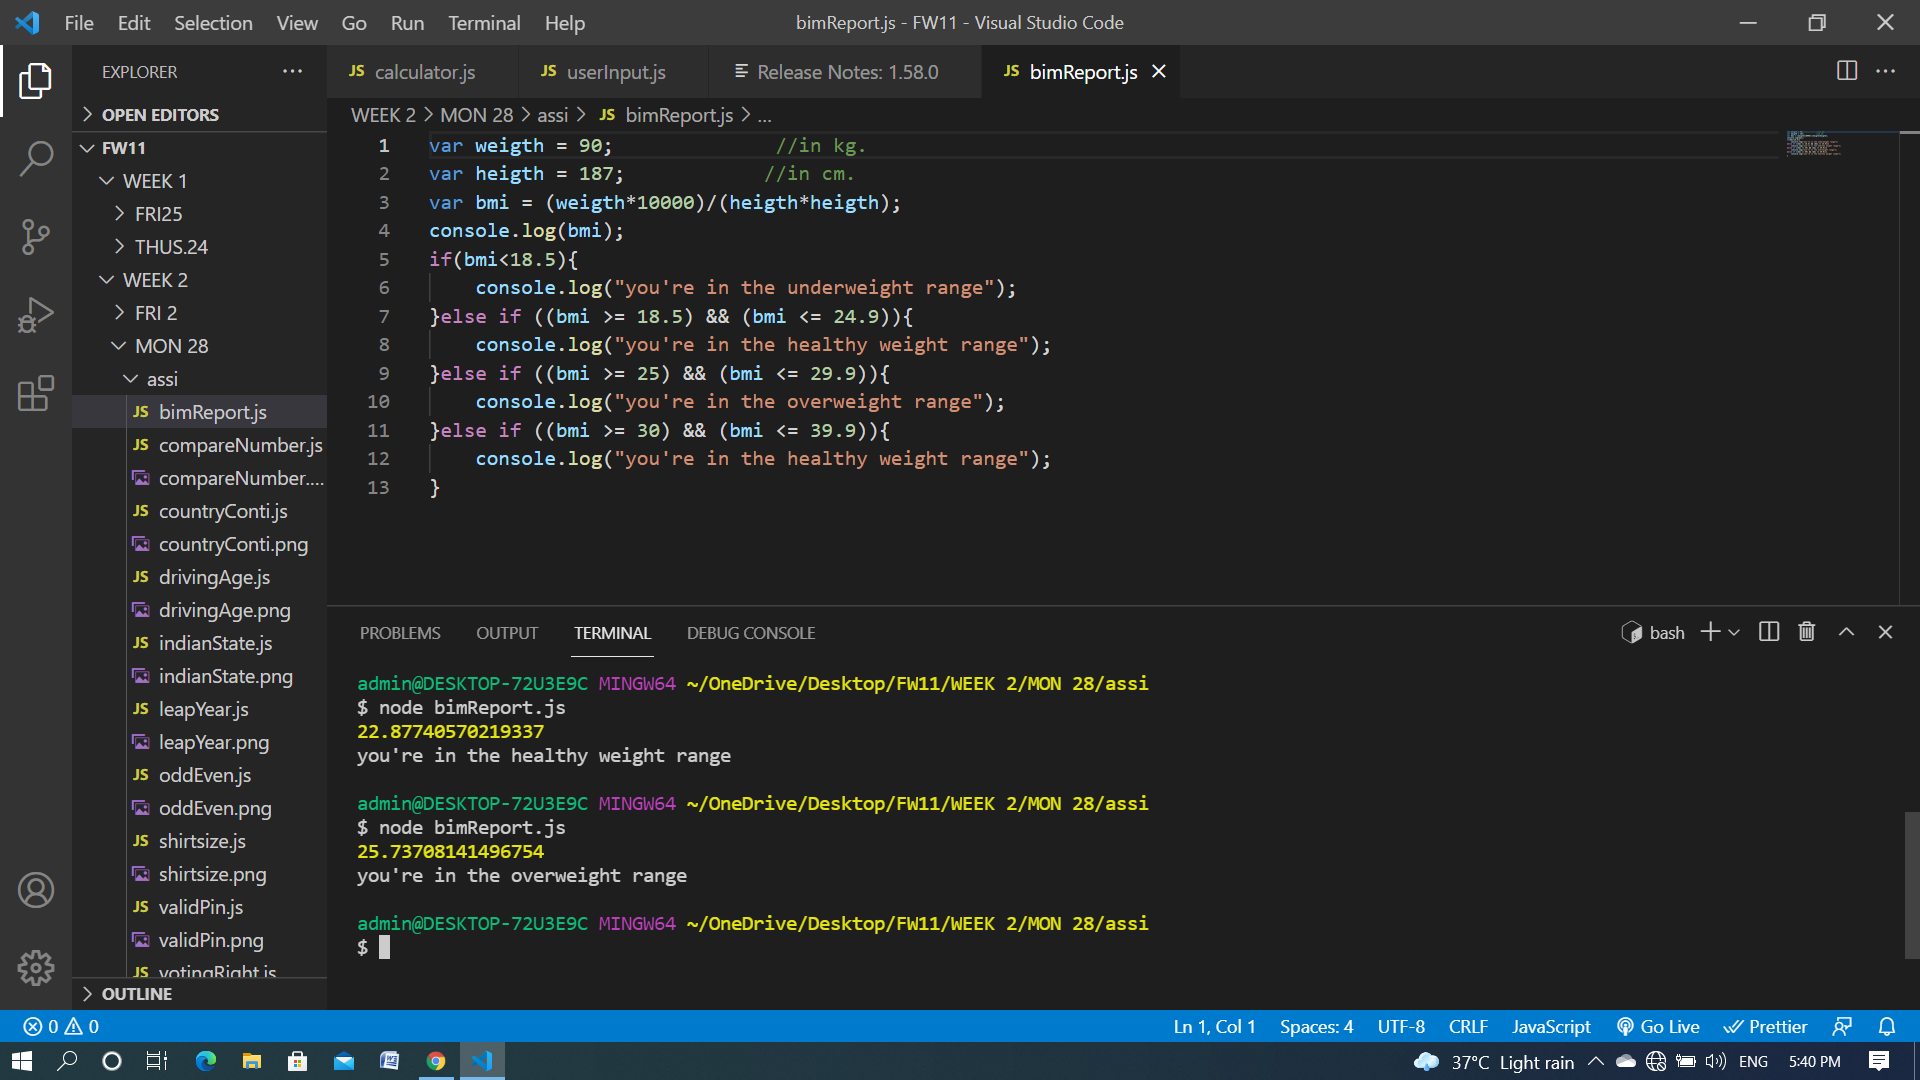 File Edit Selection View Go Run Terminal Help
bimReport.js - FW11 - Visual Studio Code
EXPLORER
JS calculator.js
JS userInput.js
Release Notes: 1.58.0
JS bimReport.js
OPEN EDITORS
WEEK 2 > MON 28 > assi > JS bimReport.js > ...
FW11
WEEK 1
FRI25
THUS.24
WEEK 2
FRI 2
MON 28
assi
JS bimReport.js
JS compareNumber.js
compareNumber....
JS countryConti.js
countryConti.png
JS drivingAge.js
drivingAge.png
JS indianState.js
indianState.png
JS leapYear.js
leapYear.png
JS oddEven.js
oddEven.png
JS shirtsize.js
shirtsize.png
JS validPin.js
validPin.png
JS votingRight.js
OUTLINE
1 var weigth = 90; //in kg.
2 var heigth = 187; //in cm.
3 var bmi = (weigth*10000)/(heigth*heigth);
4 console.log(bmi);
5 if(bmi<18.5){
6 console.log("you're in the underweight range");
7 }else if ((bmi >= 18.5) && (bmi <= 24.9)){
8 console.log("you're in the healthy weight range");
9 }else if ((bmi >= 25) && (bmi <= 29.9)){
10 console.log("you're in the overweight range");
11 }else if ((bmi >= 30) && (bmi <= 39.9)){
12 console.log("you're in the healthy weight range");
13 }
PROBLEMS OUTPUT TERMINAL DEBUG CONSOLE
bash
admin@DESKTOP-72U3E9C MINGW64 ~/OneDrive/Desktop/FW11/WEEK 2/MON 28/assi
$ node bimReport.js
22.87740570219337
you're in the healthy weight range
admin@DESKTOP-72U3E9C MINGW64 ~/OneDrive/Desktop/FW11/WEEK 2/MON 28/assi
$ node bimReport.js
25.73708141496754
you're in the overweight range
admin@DESKTOP-72U3E9C MINGW64 ~/OneDrive/Desktop/FW11/WEEK 2/MON 28/assi
$
0 0
Ln 1, Col 1 Spaces: 4 UTF-8 CRLF JavaScript Go Live Prettier
37°C Light rain ENG 5:40 PM